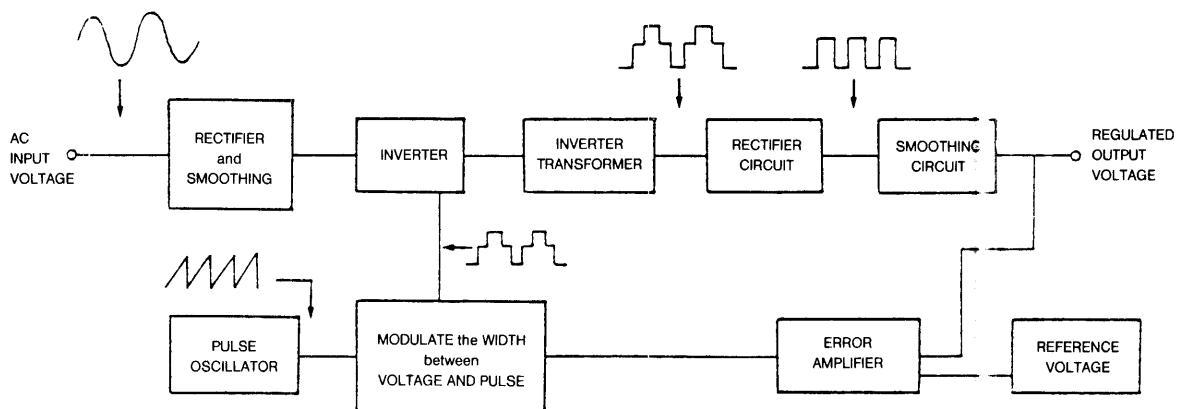 AC
INPUT
VOLTAGE
RECTIFIER
and
SMOOTHING
INVERTER
INVERTER
TRANSFORMER
RECTIFIER
CIRCUIT
SMOOTHING
CIRCUIT
REGULATED
OUTPUT
VOLTAGE
PULSE
OSCILLATOR
MODULATE the WIDTH
between
VOLTAGE AND PULSE
ERROR
AMPLIFIER
REFERENCE
VOLTAGE